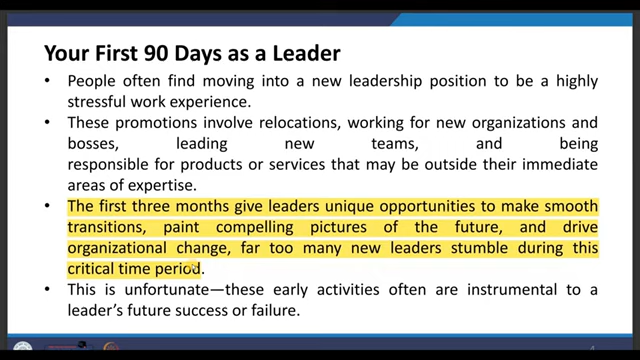 Your First 90 Days as a Leader
• People often find moving into a new leadership position to be a highly
stressful work experience.
• These promotions involve relocations, working for new organizations and
bosses, leading new teams, and being
responsible for products or services that may be outside their immediate
areas of expertise.
• The first three months give leaders unique opportunities to make smooth
transitions, paint compelling pictures of the future, and drive
organizational change, far too many new leaders stumble during this
critical time period.
• This is unfortunate—these early activities often are instrumental to a
leader's future success or failure.
4